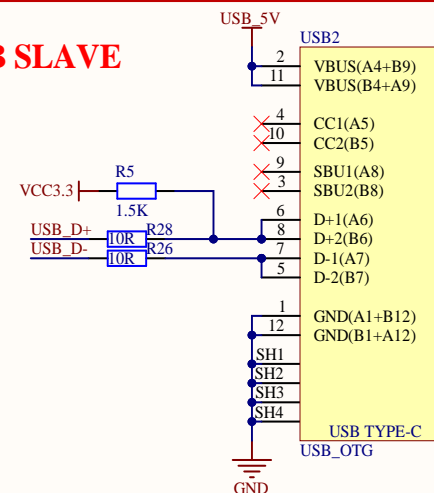 USB_5V
B SLAVE
USB2
2 VBUS(A4+B9)
11 VBUS(B4+A9)
4 CC1(A5)
10 CC2(B5)
9 SBU1(A8)
3 SBU2(B8)
R5
VCC3.3
1.5K
6 D+1(A6)
USB_D+ 10R R28 8 D+2(B6)
USB_D- 10R R26 7 D-1(A7)
5 D-2(B7)
1 GND(A1+B12)
12 GND(B1+A12)
SH1
SH2
SH3
SH4
USB TYPE-C
USB_OTG
GND